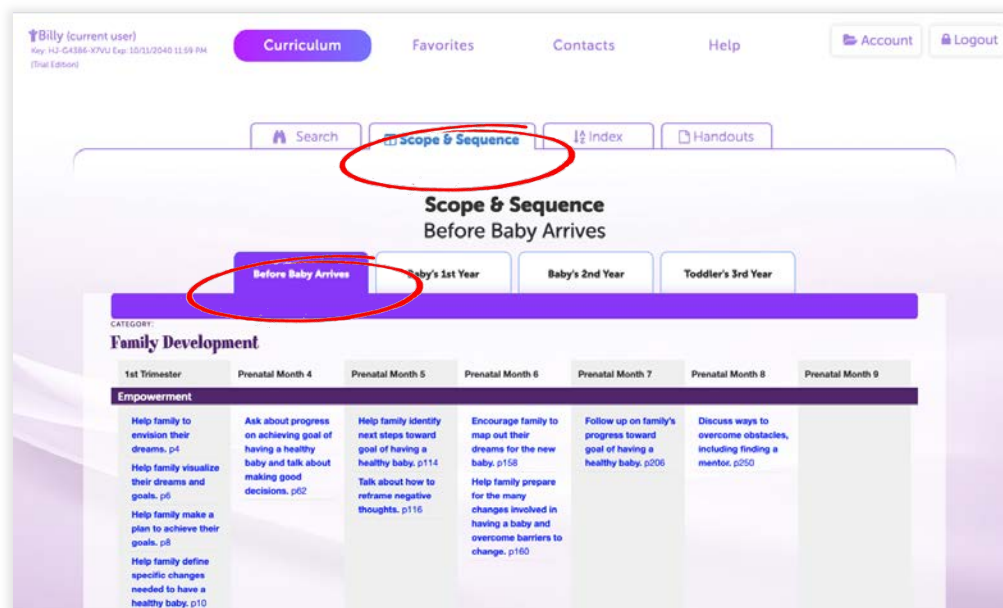 Billy (current user)
Key: HJ-G4386-X7VU Exp: 10/11/2040 11:59 PM
(Trial Edition)
Curriculum
Favorites
Contacts
Help
Account
Logout
Search
Scope & Sequence
Index
Handouts
Scope & Sequence
Before Baby Arrives
Before Baby Arrives
Baby's 1st Year
Baby's 2nd Year
Toddler's 3rd Year
CATEGORY:
Family Development
1st Trimester
Prenatal Month 4
Prenatal Month 5
Prenatal Month 6
Prenatal Month 7
Prenatal Month 8
Prenatal Month 9
Empowerment
Help family to
envision their
dreams. p4
Help family visualize
their dreams and
goals. p6
Help family make a
plan to achieve their
goals. p8
Help family define
specific changes
needed to have a
healthy baby. p10
Ask about progress
on achieving goal of
having a healthy
baby and talk about
making good
decisions. p62
Help family identify
next steps toward
goal of having a
healthy baby. p114
Talk about how to
reframe negative
thoughts. p116
Encourage family to
map out their
dreams for the new
baby. p158
Help family prepare
for the many
changes involved in
having a baby and
overcome barriers to
change. p160
Follow up on family's
progress toward
goal of having a
healthy baby. p206
Discuss ways to
overcome obstacles,
including finding a
mentor. p250